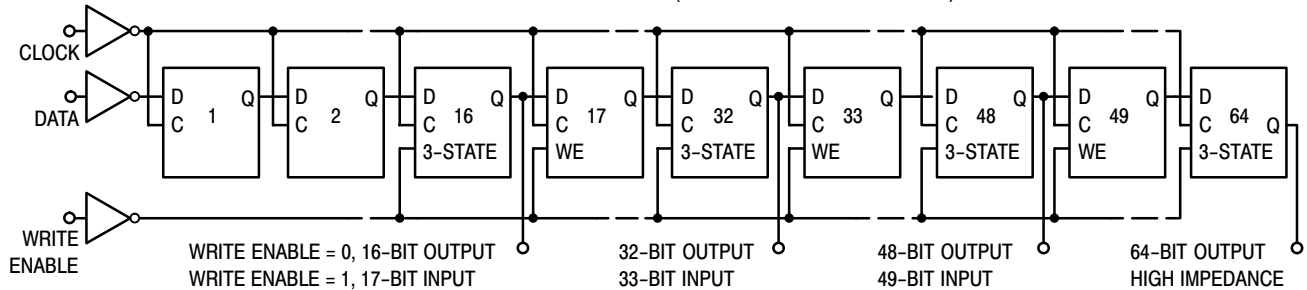 CLOCK
D Q D Q D Q D Q D Q D Q D Q D Q D
DATA
1 2 16 17 32 33 48 49 64
C C C C C C C C C Q
3-STATE WE 3-STATE WE 3-STATE WE 3-STATE
WRITE
ENABLE
WRITE ENABLE = 0, 16-BIT OUTPUT
WRITE ENABLE = 1, 17-BIT INPUT
32-BIT OUTPUT
33-BIT INPUT
48-BIT OUTPUT
49-BIT INPUT
64-BIT OUTPUT
HIGH IMPEDANCE